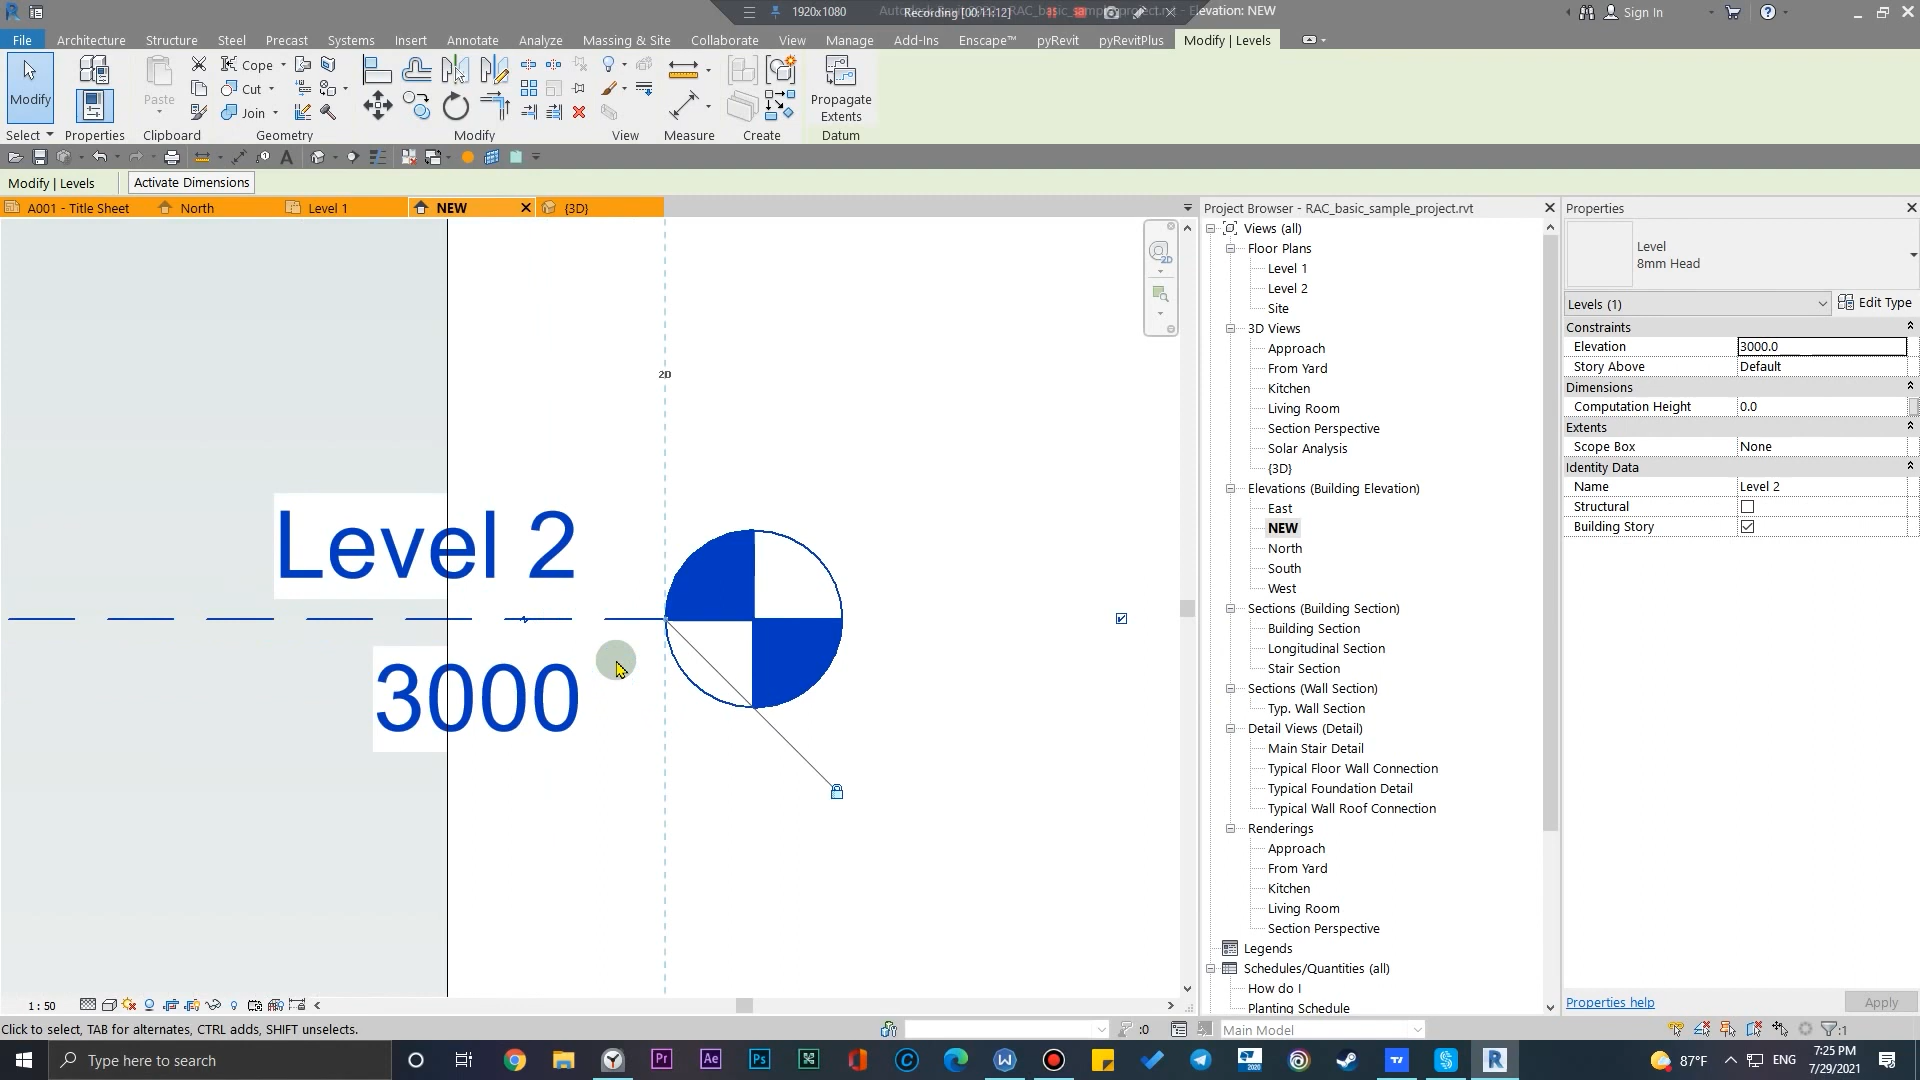 1920x1080
Recording [00:11:12]
Elevation: NEW
Sign In
File Architecture Structure Steel Precast Systems Insert Annotate Analyze Massing & Site Collaborate View Manage Add-Ins Enscape™ pyRevit pyRevitPlus Modify | Levels
Modify
Paste
Cope
Cut
Join
Propagate
Extents
Select Properties Clipboard Geometry Modify View Measure Create Datum
Modify | Levels Activate Dimensions
A001 - Title Sheet North Level 1 NEW {3D}
Project Browser - RAC_basic_sample_project.rvt
Views (all)
Floor Plans
Level 1
Level 2
Site
3D Views
Approach
From Yard
Kitchen
Living Room
Section Perspective
Solar Analysis
{3D}
Elevations (Building Elevation)
East
NEW
North
South
West
Sections (Building Section)
Building Section
Longitudinal Section
Stair Section
Sections (Wall Section)
Typ. Wall Section
Detail Views (Detail)
Main Stair Detail
Typical Floor Wall Connection
Typical Foundation Detail
Typical Wall Roof Connection
Renderings
Approach
From Yard
Kitchen
Living Room
Section Perspective
Legends
Schedules/Quantities (all)
How do I
Planting Schedule
Properties
Level
8mm Head
Levels (1) Edit Type
Constraints
Elevation 3000.0
Story Above Default
Dimensions
Computation Height 0.0
Extents
Scope Box None
Identity Data
Name Level 2
Structural
Building Story
Properties help Apply
2D
2D
Level 2
3000
1 : 50
Click to select, TAB for alternates, CTRL adds, SHIFT unselects.
:0
Main Model
:1
Type here to search
Pr
Ae
Ps
2020
87°F
ENG
7:25 PM
7/29/2021